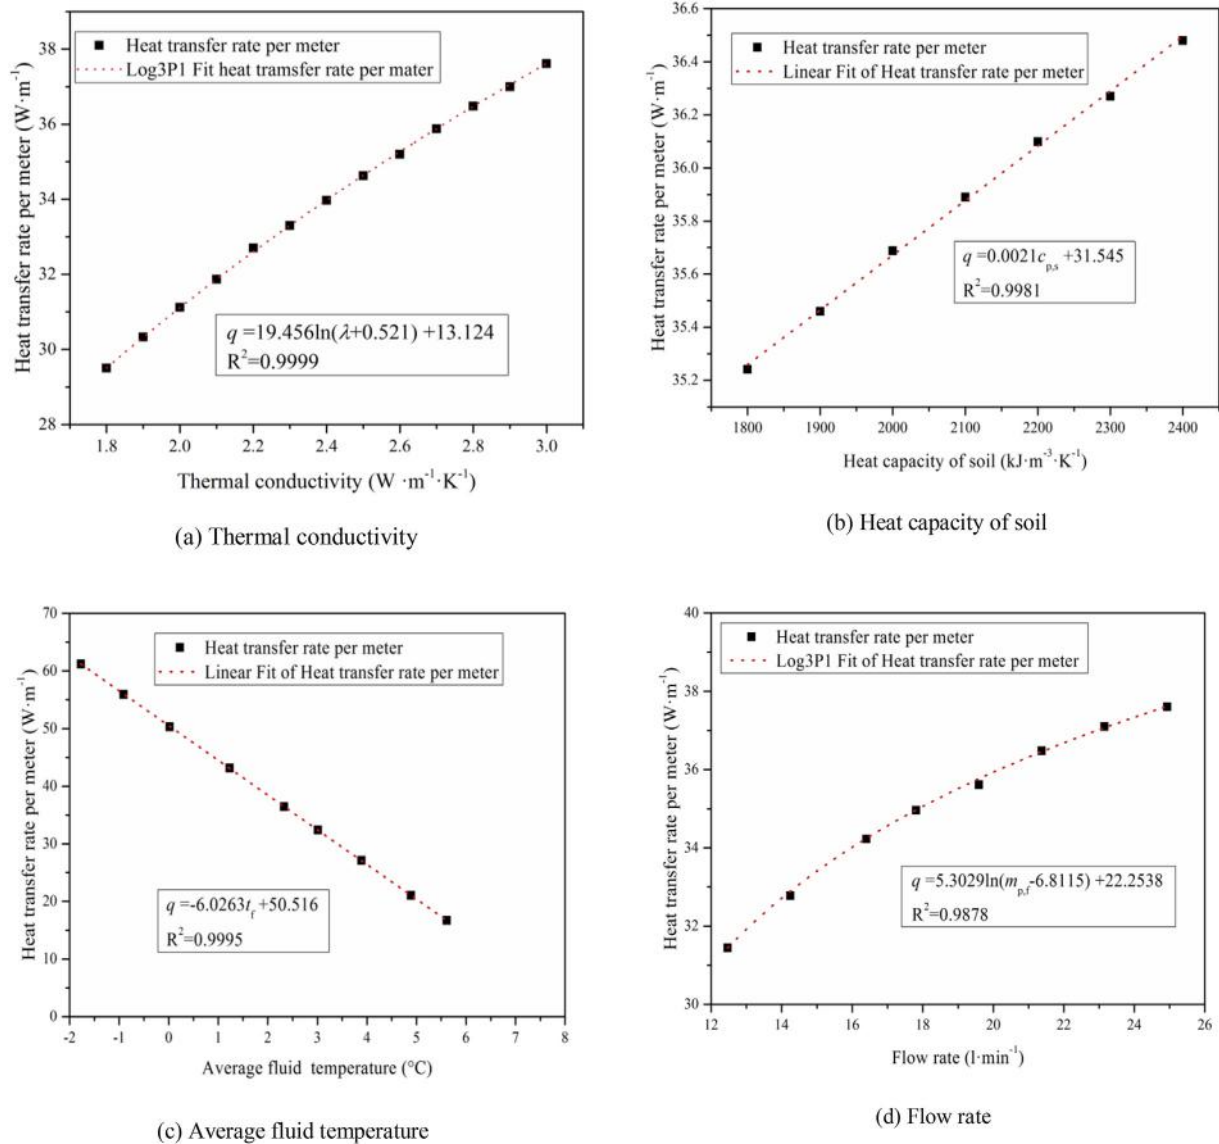 Heat transfer rate per meter
Log3P1 Fit heat tramsfer rate per mater
Heat transfer rate per meter (W·m⁻¹)
38
36
34
32
30
28
q =19.456ln(λ+0.521) +13.124
R²=0.9999
1.8 2.0 2.2 2.4 2.6 2.8 3.0
Thermal conductivity (W ·m⁻¹·K⁻¹)
(a) Thermal conductivity
Heat transfer rate per meter
Linear Fit of Heat transfer rate per meter
Heat transfer rate per meter (W·m⁻¹)
36.6
36.4
36.2
36.0
35.8
35.6
35.4
35.2
q =0.0021c_p,s +31.545
R²=0.9981
1800 1900 2000 2100 2200 2300 2400
Heat capacity of soil (kJ·m⁻³·K⁻¹)
(b) Heat capacity of soil
Heat transfer rate per meter
Linear Fit of Heat transfer rate per meter
Heat transfer rate per meter (W·m⁻¹)
70
60
50
40
30
20
10
0
q =-6.0263t_f +50.516
R²=0.9995
-2 -1 0 1 2 3 4 5 6 7 8
Average fluid temperature (°C)
(c) Average fluid temperature
Heat transfer rate per meter
Log3P1 Fit of Heat transfer rate per meter
Heat transfer rate per meter (W·m⁻¹)
40
38
36
34
32
30
q =5.3029ln(m_p,f-6.8115) +22.2538
R²=0.9878
12 14 16 18 20 22 24 26
Flow rate (l·min⁻¹)
(d) Flow rate